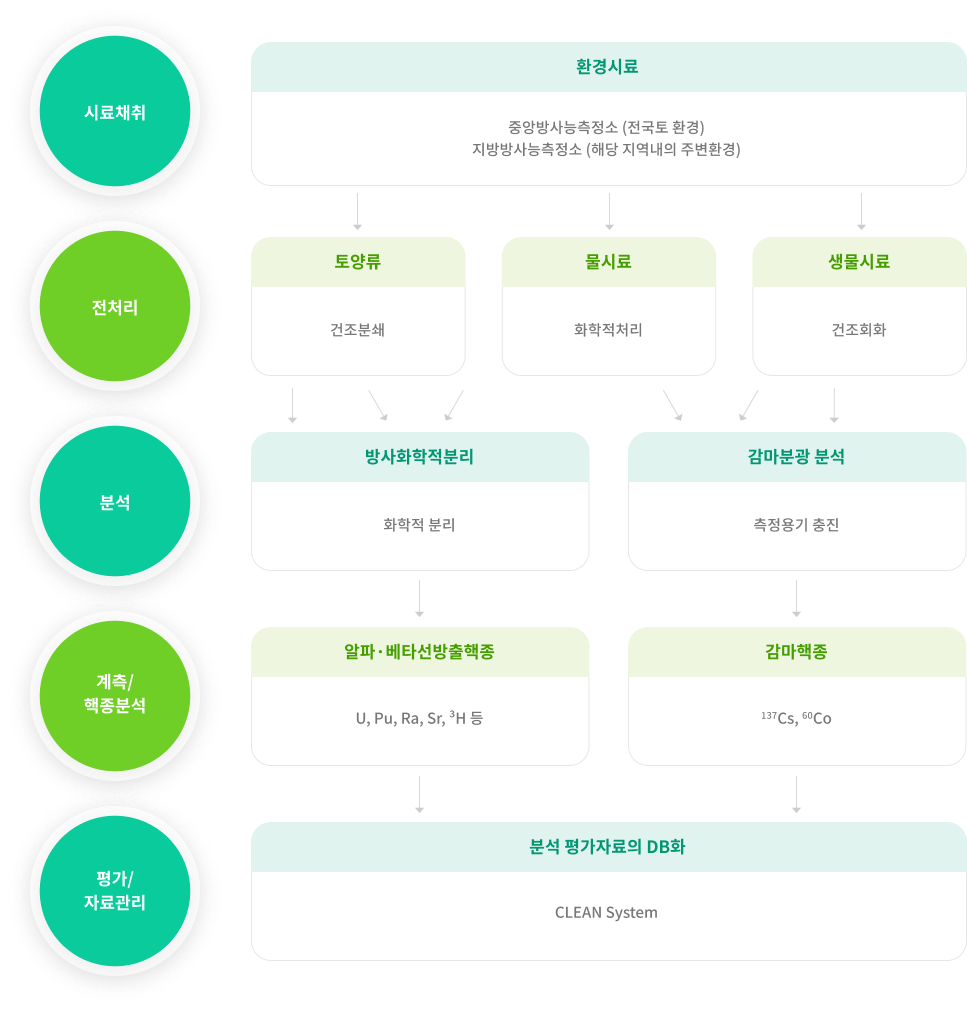 시료채취
환경시료
중앙방사능측정소 (전국토 환경)
지방방사능측정소 (해당 지역내의 주변환경)
전처리
토양류
건조분쇄
물시료
화학적처리
생물시료
건조회화
분석
방사화학적분리
화학적 분리
감마분광 분석
측정용기 충진
계측/
핵종분석
알파·베타선방출핵종
U, Pu, Ra, Sr, ³H 등
감마핵종
¹³⁷Cs, ⁶⁰Co
평가/
자료관리
분석 평가자료의 DB화
CLEAN System